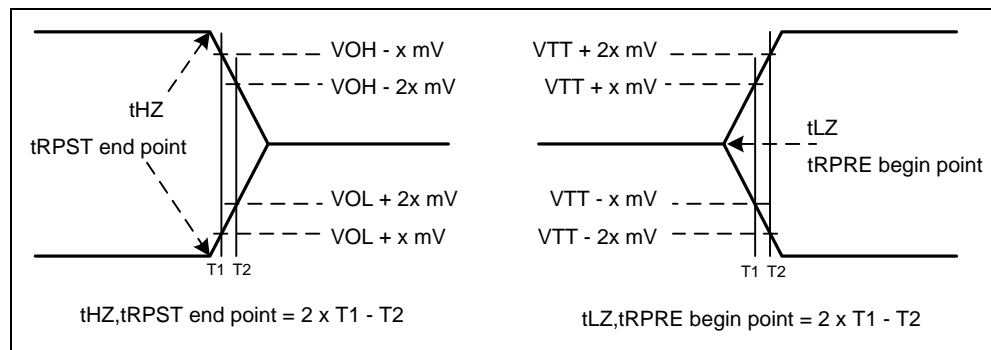 VOH - x mV
VOH - 2x mV
tHZ
tRPST end point
VOL + 2x mV
VOL + x mV
T1 T2
tHZ,tRPST end point = 2 x T1 - T2
VTT + 2x mV
VTT + x mV
tLZ
tRPRE begin point
VTT - x mV
VTT - 2x mV
T1 T2
tLZ,tRPRE begin point = 2 x T1 - T2